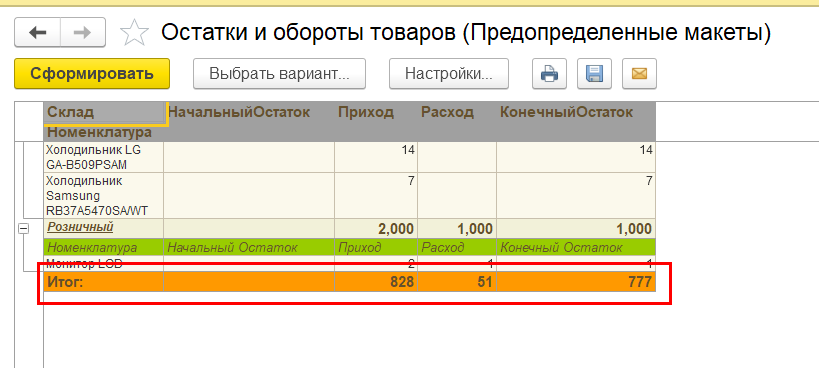 Остатки и обороты товаров (Предопределенные макеты)
Сформировать Выбрать вариант... Настройки...
Склад НачальныйОстаток Приход Расход КонечныйОстаток
Номенклатура
Холодильник LG 14 14
GA-B509PSAM
Холодильник 7 7
Samsung
RB37A5470SA/WT
Розничный 2,000 1,000 1,000
Номенклатура Начальный Остаток Приход Расход Конечный Остаток
Монитор LCD 2 1 1
Итог: 828 51 777